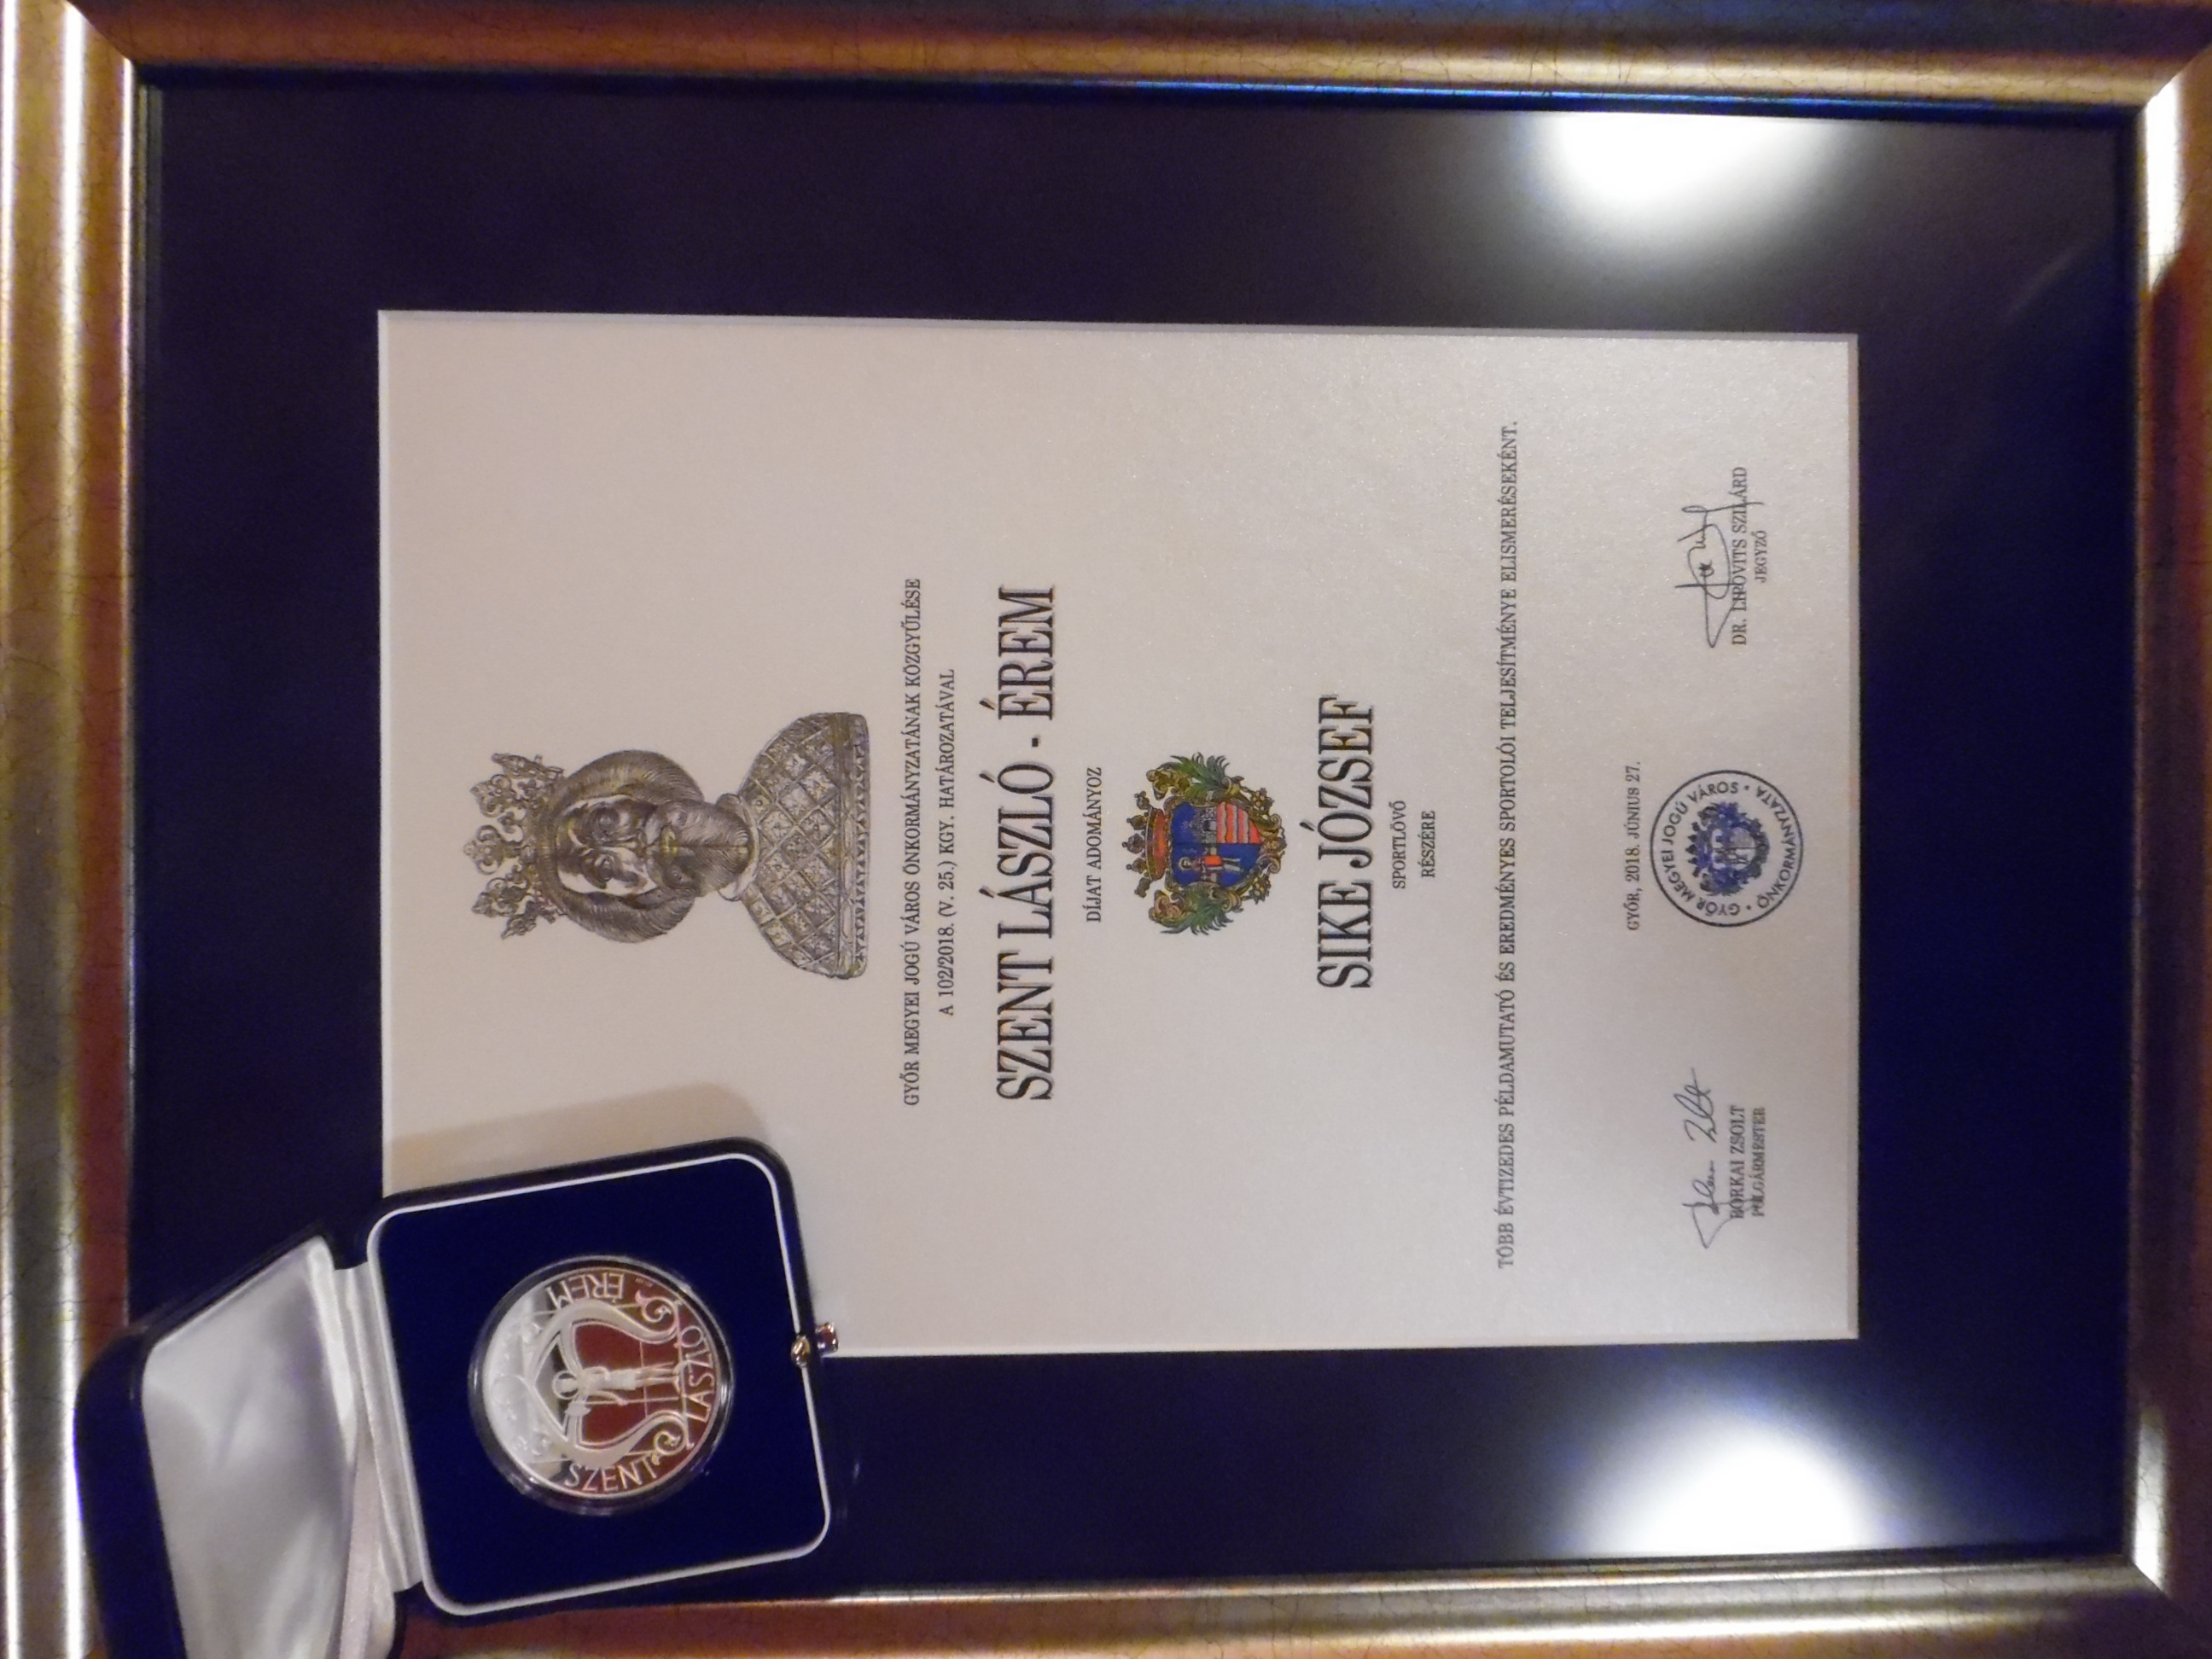 GYŐR MEGYEI JOGÚ VÁROS ÖNKORMÁNYZATÁNAK KÖZGYŰLÉSE
A 102/2018. (V. 25.) KGY. HATÁROZATÁVAL
SZENT LÁSZLÓ - ÉREM
DÍJAT ADOMÁNYOZ
SIKE JÓZSEF
SPORTLÖVŐ
RÉSZÉRE
TÖBB ÉVTIZEDES PÉLDAMUTATÓ ÉS EREDMÉNYES SPORTOLÓI TELJESÍTMÉNYE ELISMERÉSEKÉNT.
GYŐR, 2018. JÚNIUS 27.
GYŐR MEGYEI JOGÚ VÁROS • ÖNKORMÁNYZATA •
BORKAI ZSOLT
POLGÁRMESTER
DR. LIPOVITS SZILÁRD
JEGYZŐ
SZENT LÁSZLÓ ÉREM